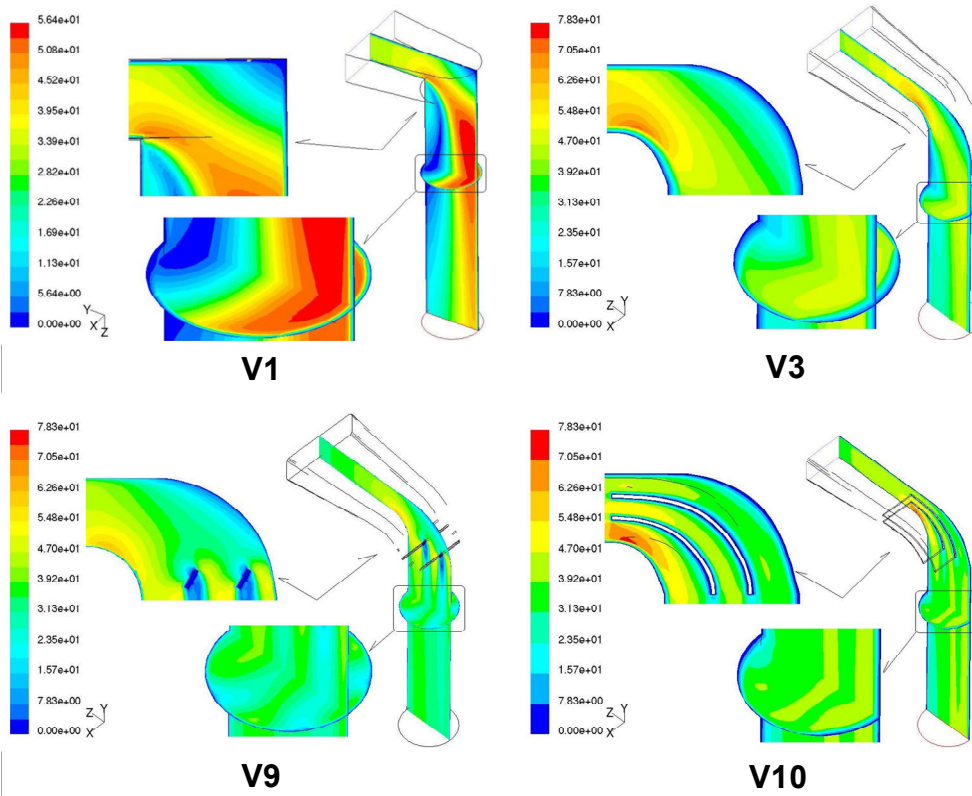 5.64e+01
5.08e+01
4.52e+01
3.95e+01
3.39e+01
2.82e+01
2.26e+01
1.69e+01
1.13e+01
5.64e+00
0.00e+00
Y
X Z
V1
7.83e+01
7.05e+01
6.26e+01
5.48e+01
4.70e+01
3.92e+01
3.13e+01
2.35e+01
1.57e+01
7.83e+00
0.00e+00
Z Y
X
V3
7.83e+01
7.05e+01
6.26e+01
5.48e+01
4.70e+01
3.92e+01
3.13e+01
2.35e+01
1.57e+01
7.83e+00
0.00e+00
Z Y
X
V9
7.83e+01
7.05e+01
6.26e+01
5.48e+01
4.70e+01
3.92e+01
3.13e+01
2.35e+01
1.57e+01
7.83e+00
0.00e+00
Z Y
X
V10